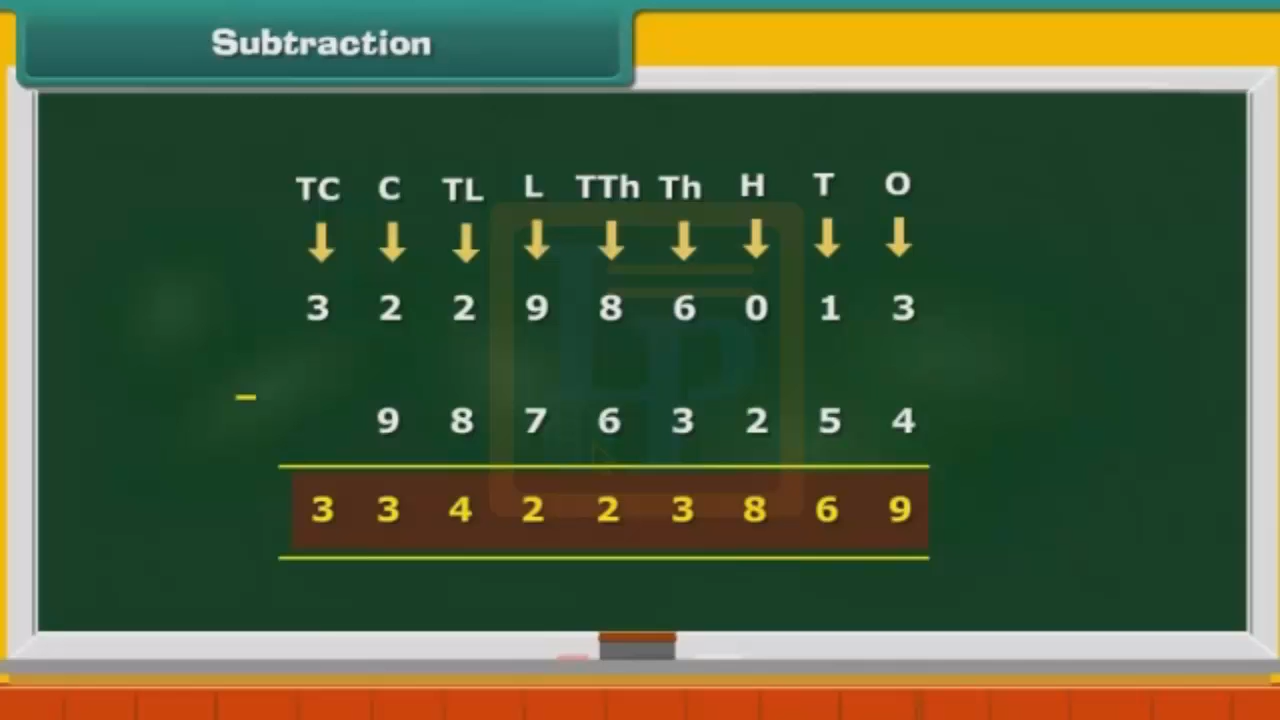 Subtraction
TC C TL L TTh Th H T O
3 2 2 9 8 6 0 1 3
–
9 8 7 6 3 2 5 4
3 3 4 2 2 3 8 6 9